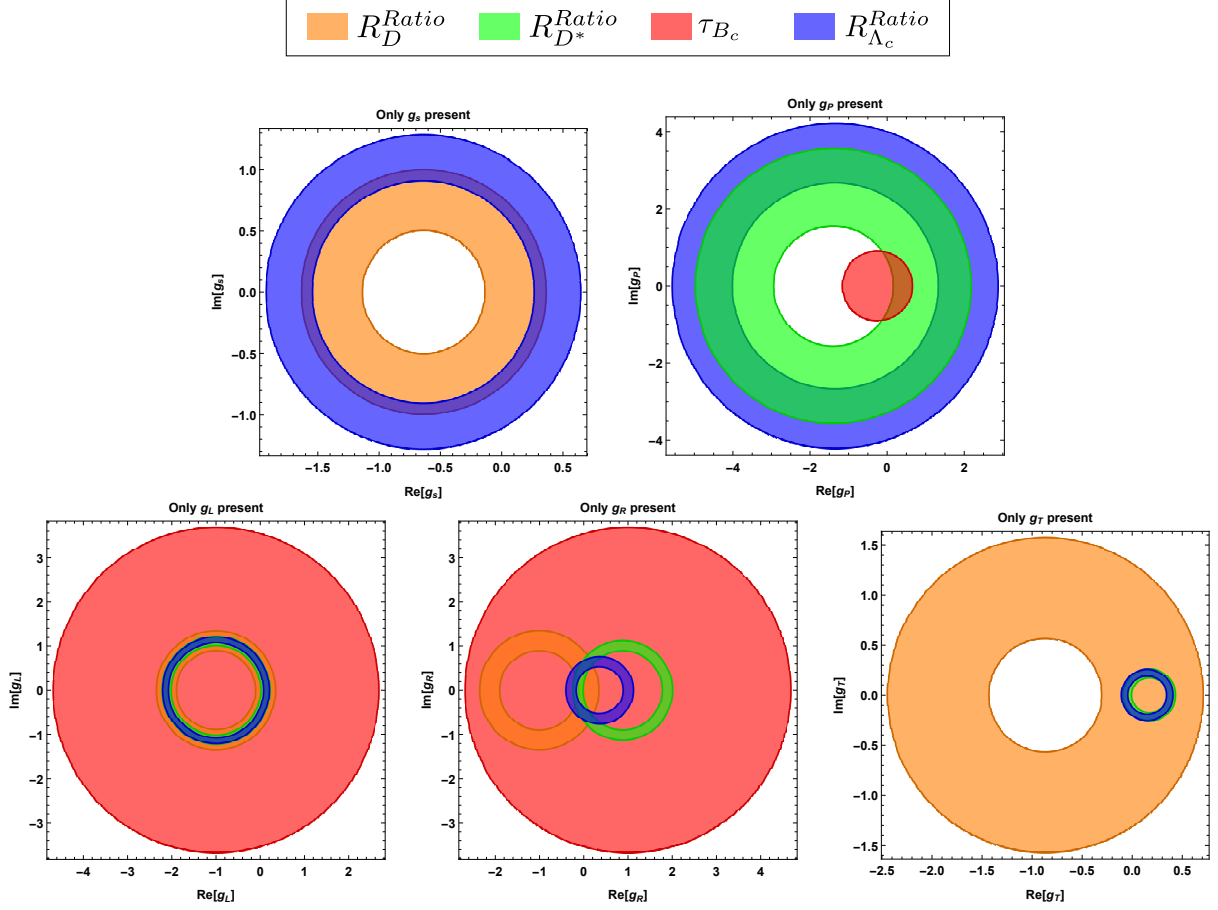 R_D^{Ratio} R_{D*}^{Ratio} τ_{B_c} R_{Λ_c}^{Ratio}
Only g_s present
Im[g_s]
1.0
0.5
0.0
−0.5
−1.0
−1.5 −1.0 −0.5 0.0 0.5
Re[g_s]
Only g_P present
Im[g_P]
4
2
0
−2
−4
−4 −2 0 2
Re[g_P]
Only g_L present
Im[g_L]
3
2
1
0
−1
−2
−3
−4 −3 −2 −1 0 1 2
Re[g_L]
Only g_R present
Im[g_R]
3
2
1
0
−1
−2
−3
−2 −1 0 1 2 3 4
Re[g_R]
Only g_T present
Im[g_T]
1.5
1.0
0.5
0.0
−0.5
−1.0
−1.5
−2.5 −2.0 −1.5 −1.0 −0.5 0.0 0.5
Re[g_T]